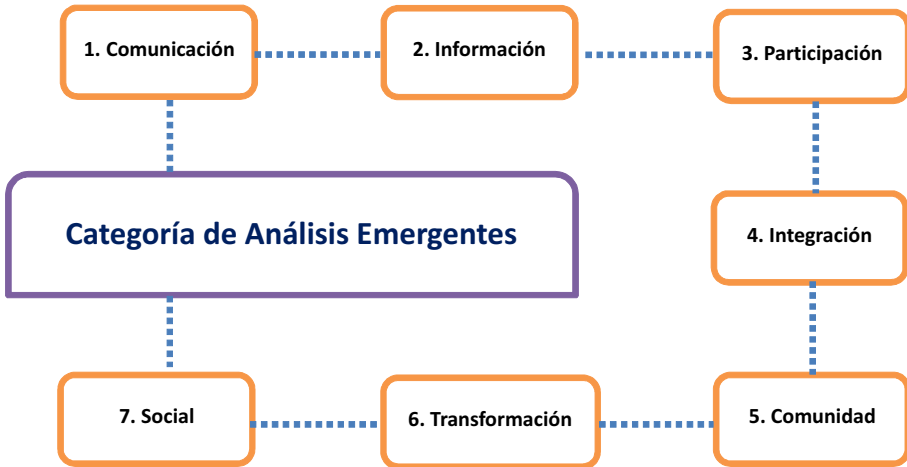 1. Comunicación
2. Información
3. Participación
Categoría de Análisis Emergentes
4. Integración
7. Social
6. Transformación
5. Comunidad